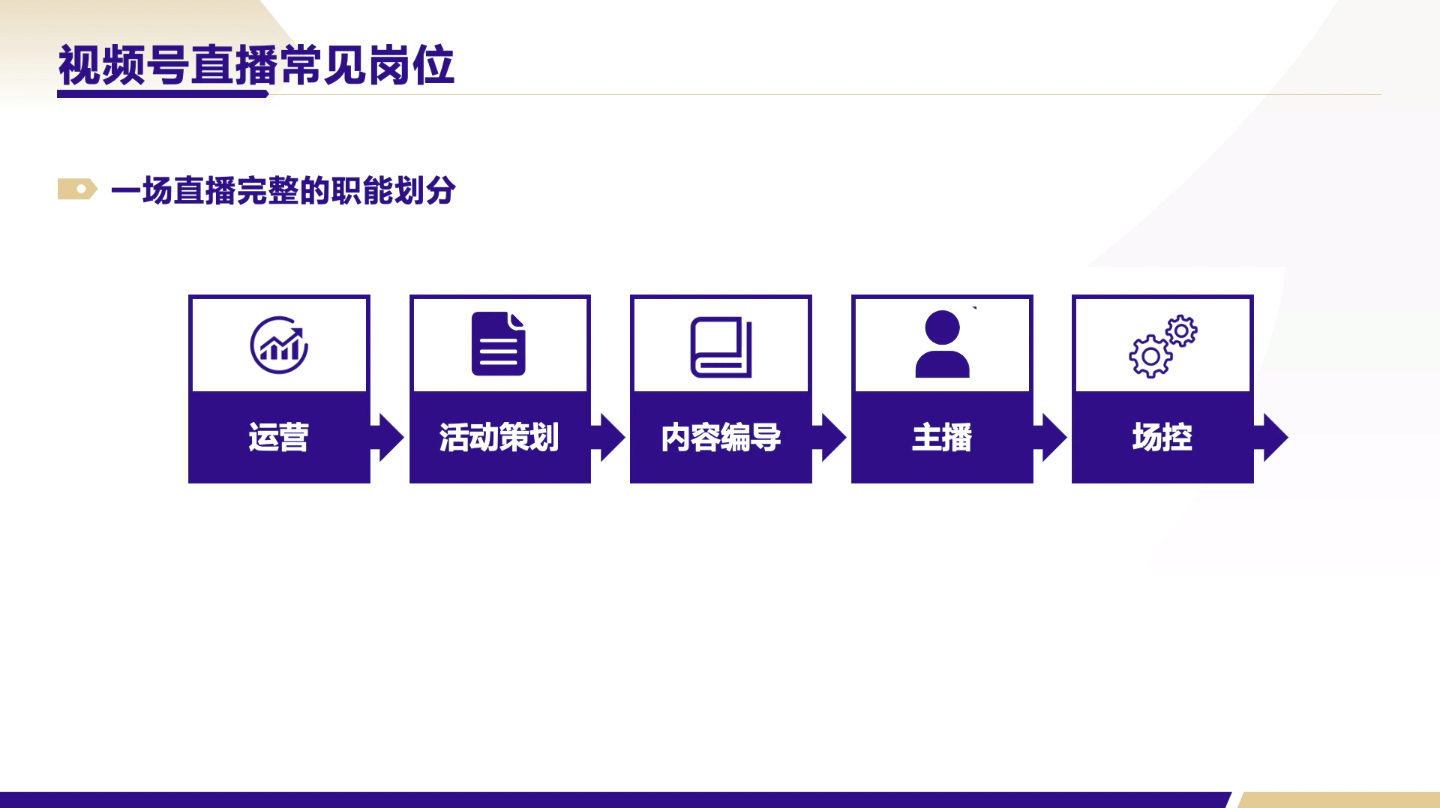 视频号直播常见岗位
一场直播完整的职能划分
运营
活动策划
内容编导
主播
场控